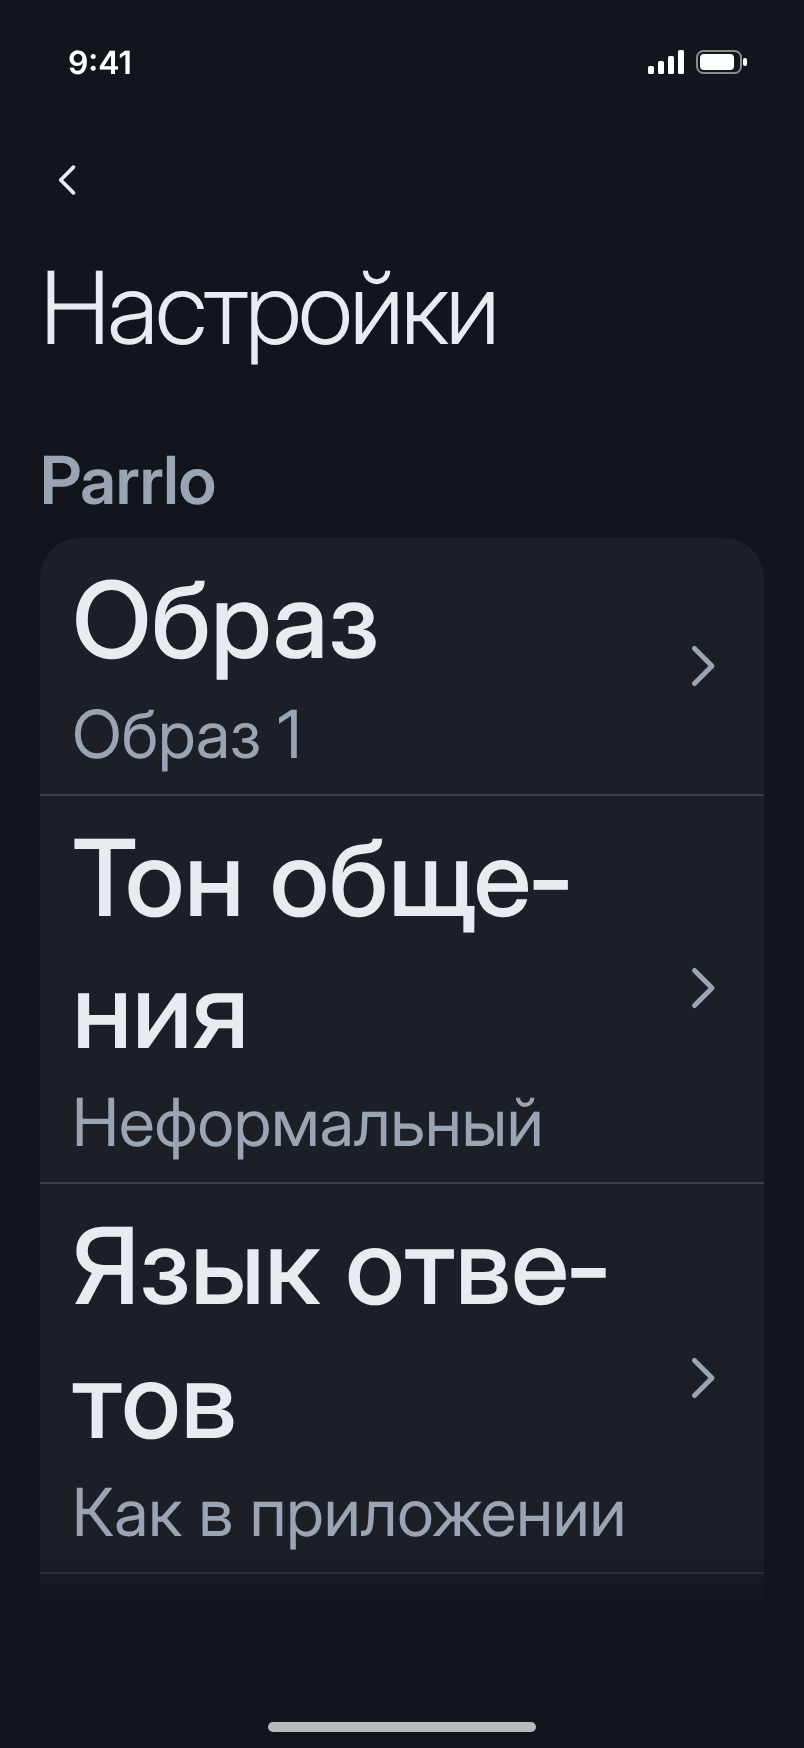 9:41
Настройки
Parrlo
Образ
Образ 1
Тон обще-
ния
Неформальный
Язык отве-
тов
Как в приложении